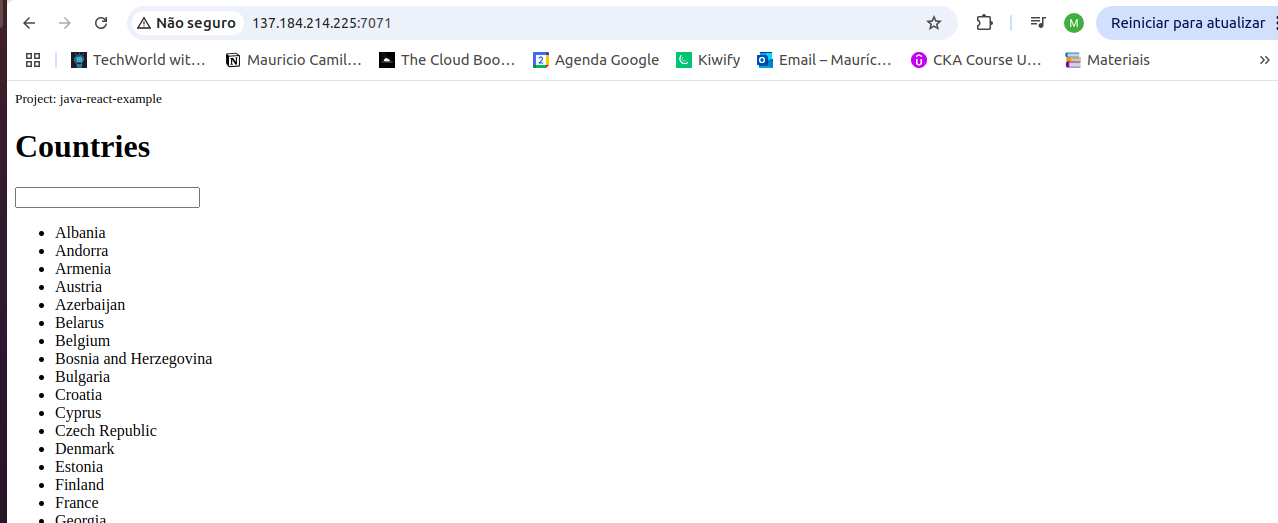 Não seguro 137.184.214.225:7071 M Reiniciar para atualizar
TechWorld wit... Mauricio Camil... The Cloud Boo... 2 Agenda Google Kiwify Email – Mauríc... CKA Course U... Materiais »
Project: java-react-example
Countries
Albania
Andorra
Armenia
Austria
Azerbaijan
Belarus
Belgium
Bosnia and Herzegovina
Bulgaria
Croatia
Cyprus
Czech Republic
Denmark
Estonia
Finland
France
Georgia